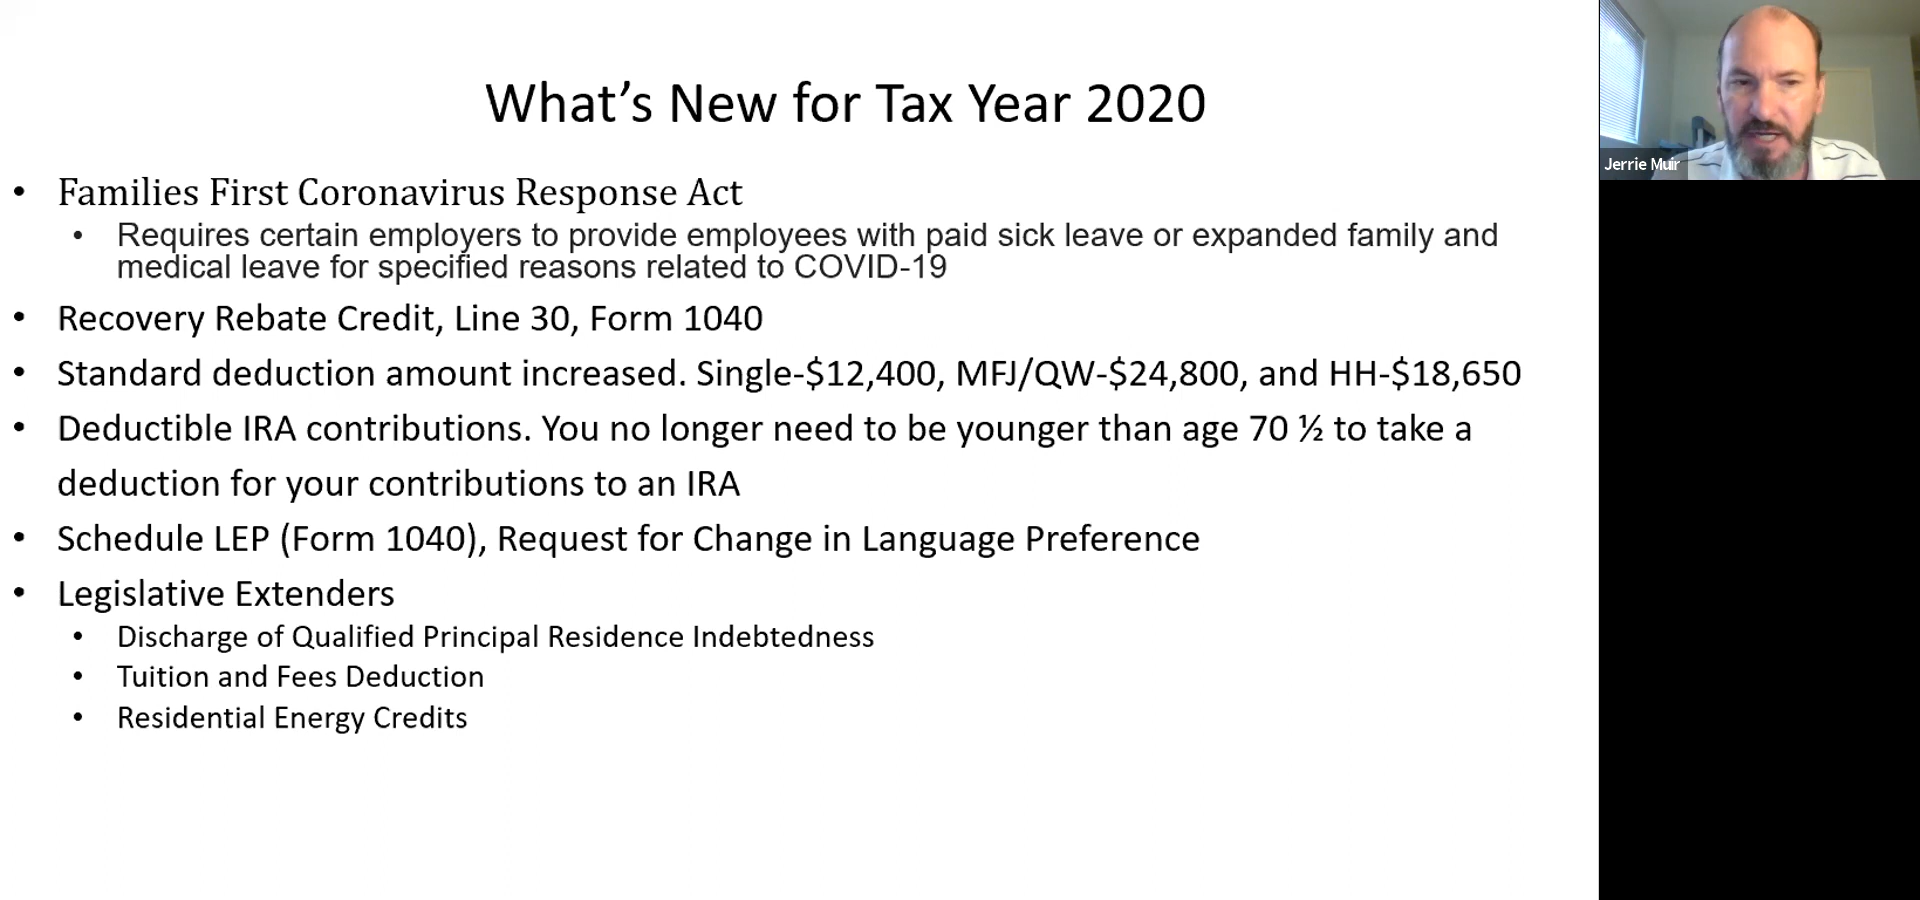 What’s New for Tax Year 2020
• Families First Coronavirus Response Act
• Requires certain employers to provide employees with paid sick leave or expanded family and
medical leave for specified reasons related to COVID-19
• Recovery Rebate Credit, Line 30, Form 1040
• Standard deduction amount increased. Single-$12,400, MFJ/QW-$24,800, and HH-$18,650
• Deductible IRA contributions. You no longer need to be younger than age 70 ½ to take a
deduction for your contributions to an IRA
• Schedule LEP (Form 1040), Request for Change in Language Preference
• Legislative Extenders
• Discharge of Qualified Principal Residence Indebtedness
• Tuition and Fees Deduction
• Residential Energy Credits
Jerrie Muir